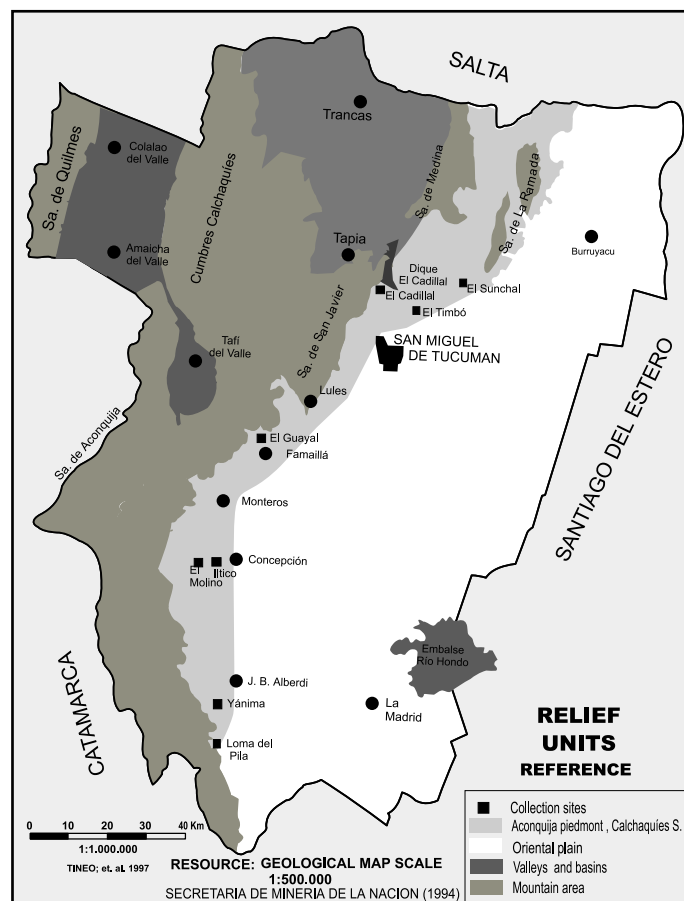 SALTA
Trancas
Colalao
del Valle
Sa. de Quilmes
Sa. de Medina
Sa. de La Ramada
Cumbres Calchaquíes
Amaicha
del Valle
Tapia
Burruyacu
Dique
El Cadillal
El Sunchal
El Cadillal
El Timbó
SAN MIGUEL
DE TUCUMAN
Tafí
del Valle
Sa. de San Javier
Lules
SANTIAGO DEL ESTERO
Sa. de Aconquija
El Guayal
Famaillá
Monteros
Concepción
El
Molino
Iltico
Embalse
Río Hondo
CATAMARCA
J. B. Alberdi
Yánima
La
Madrid
Loma del
Pila
RELIEF
UNITS
REFERENCE
Collection sites
Aconquija piedmont , Calchaquíes S.
Oriental plain
Valleys and basins
Mountain area
0 10 20 30 40 Km
1:1.000.000
TINEO; et. al. 1997
RESOURCE: GEOLOGICAL MAP SCALE
1:500.000
SECRETARIA DE MINERIA DE LA NACION (1994)